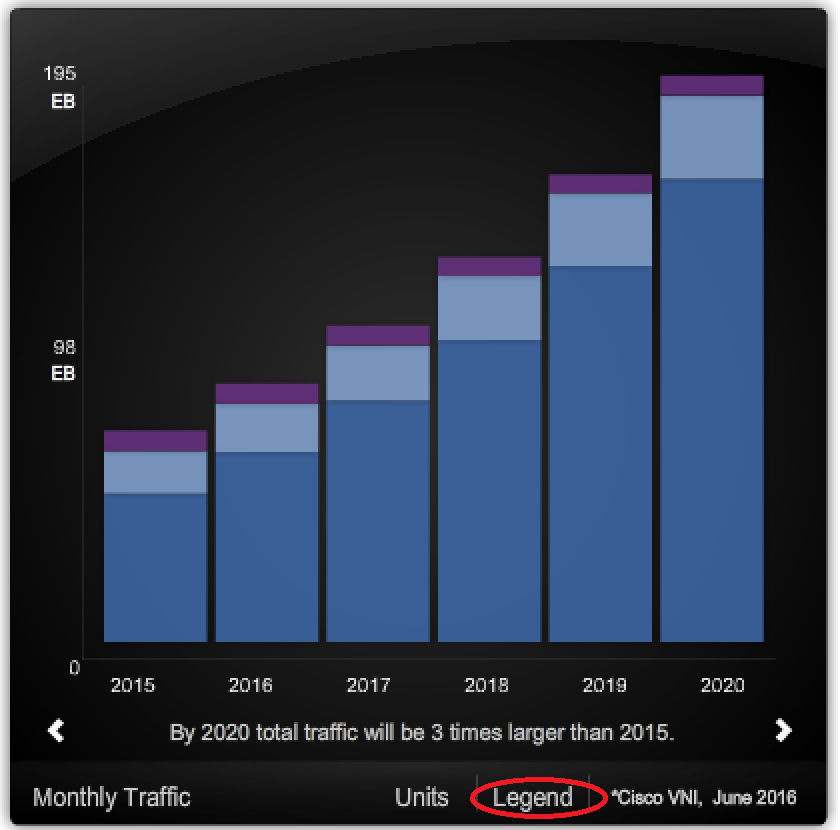 195
EB
98
EB
0
2015 2016 2017 2018 2019 2020
By 2020 total traffic will be 3 times larger than 2015.
Monthly Traffic Units Legend *Cisco VNI, June 2016